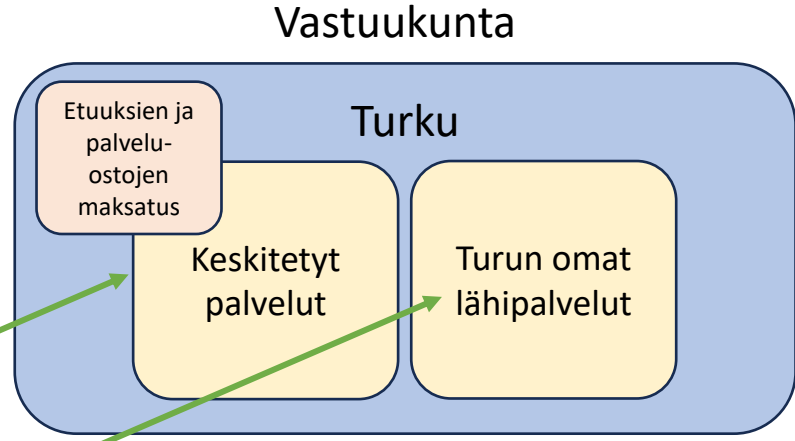 Vastuukunta
Etuuksien ja
palvelu-
ostojen
maksatus
Turku
Keskitetyt
palvelut
Turun omat
lähipalvelut